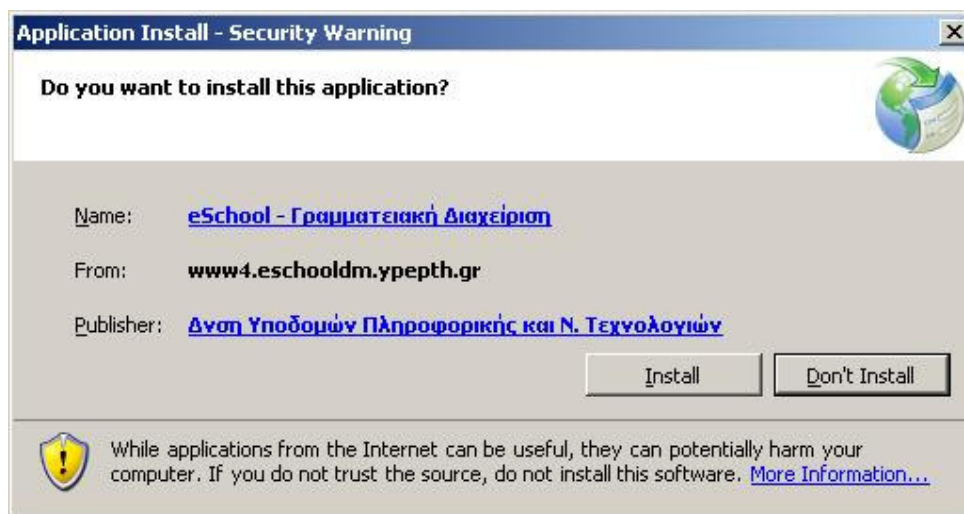 Application Install - Security Warning
Do you want to install this application?
Name: eSchool - Γραμματειακή Διαχείριση
From: www4.eschooldm.ypepth.gr
Publisher: Δνση Υποδομών Πληροφορικής και Ν. Τεχνολογιών
Install Don't Install
While applications from the Internet can be useful, they can potentially harm your
computer. If you do not trust the source, do not install this software. More Information...